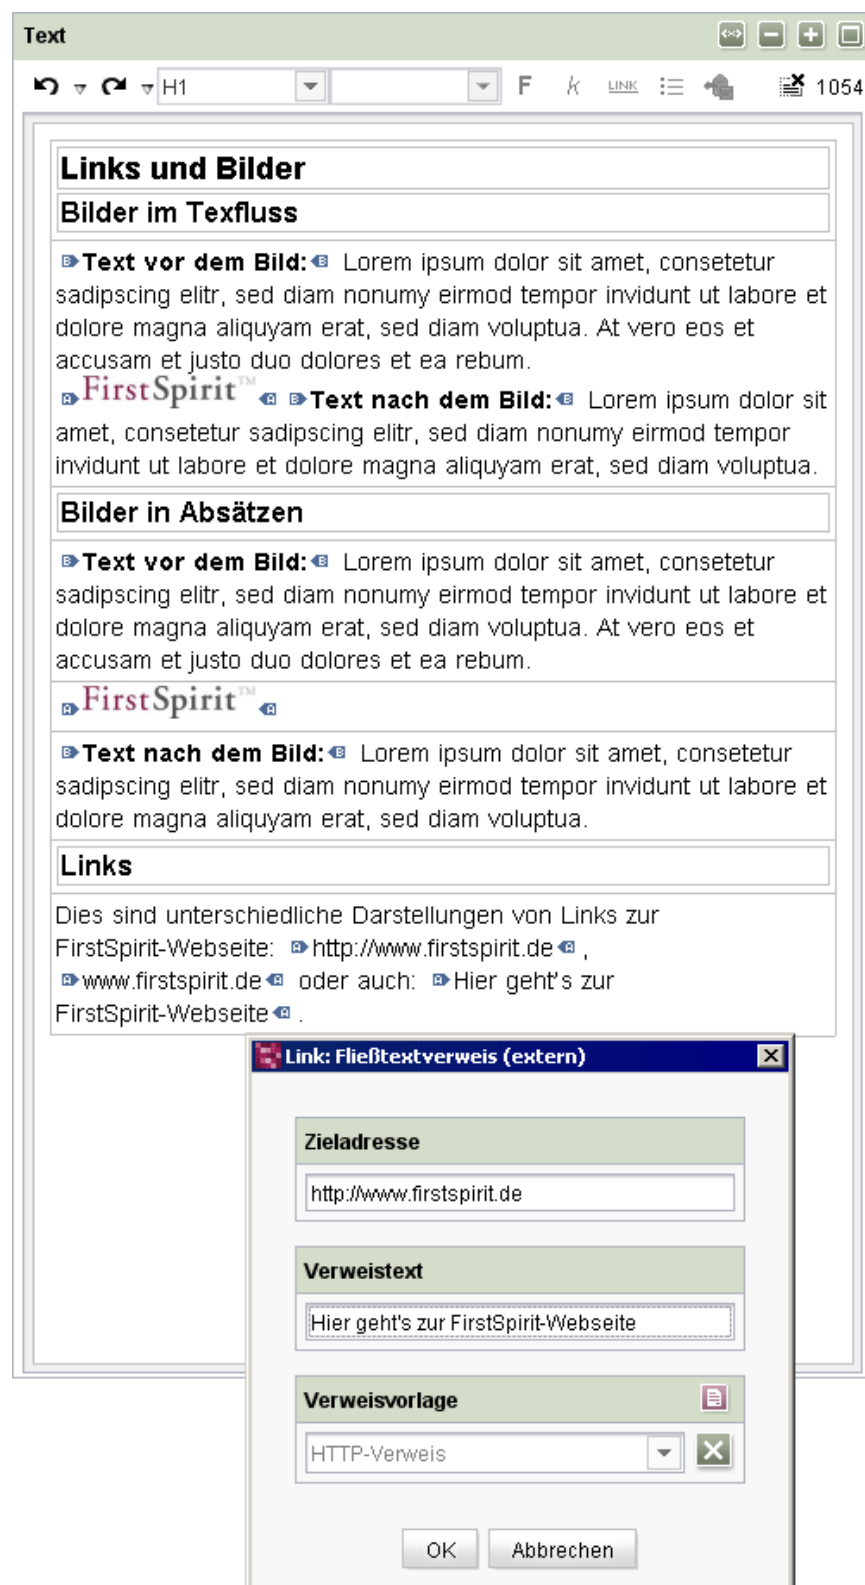 Text
H1 F k LINK 1054
Links und Bilder
Bilder im Texfluss
B Text vor dem Bild: B Lorem ipsum dolor sit amet, consetetur
sadipscing elitr, sed diam nonumy eirmod tempor invidunt ut labore et
dolore magna aliquyam erat, sed diam voluptua. At vero eos et
accusam et justo duo dolores et ea rebum.
A FirstSpirit™ A B Text nach dem Bild: B Lorem ipsum dolor sit
amet, consetetur sadipscing elitr, sed diam nonumy eirmod tempor
invidunt ut labore et dolore magna aliquyam erat, sed diam voluptua.
Bilder in Absätzen
B Text vor dem Bild: B Lorem ipsum dolor sit amet, consetetur
sadipscing elitr, sed diam nonumy eirmod tempor invidunt ut labore et
dolore magna aliquyam erat, sed diam voluptua. At vero eos et
accusam et justo duo dolores et ea rebum.
A FirstSpirit™ A
B Text nach dem Bild: B Lorem ipsum dolor sit amet, consetetur
sadipscing elitr, sed diam nonumy eirmod tempor invidunt ut labore et
dolore magna aliquyam erat, sed diam voluptua.
Links
Dies sind unterschiedliche Darstellungen von Links zur
FirstSpirit-Webseite: A http://www.firstspirit.de A ,
A www.firstspirit.de A oder auch: A Hier geht's zur
FirstSpirit-Webseite A .
Link: Fließtextverweis (extern)
Zieladresse
http://www.firstspirit.de
Verweistext
Hier geht's zur FirstSpirit-Webseite
Verweisvorlage
HTTP-Verweis
OK Abbrechen